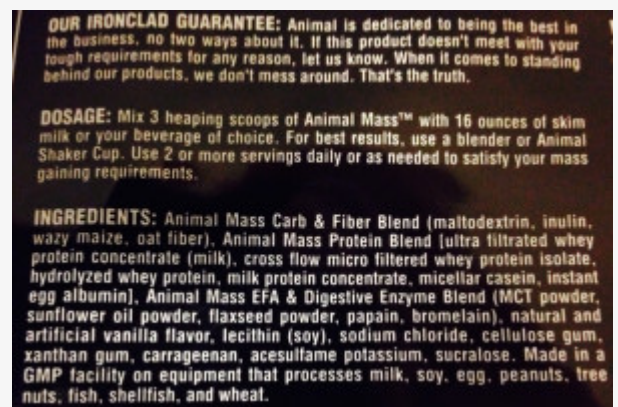 OUR IRONCLAD GUARANTEE: Animal is dedicated to being the best in
the business, no two ways about it. If this product doesn't meet with your
tough requirements for any reason, let us know. When it comes to standing
behind our products, we don't mess around. That's the truth.
DOSAGE: Mix 3 heaping scoops of Animal Mass™ with 16 ounces of skim
milk or your beverage of choice. For best results, use a blender or Animal
Shaker Cup. Use 2 or more servings daily or as needed to satisfy your mass
gaining requirements.
INGREDIENTS: Animal Mass Carb & Fiber Blend (maltodextrin, inulin,
wazy maize, oat fiber), Animal Mass Protein Blend [ultra filtrated whey
protein concentrate (milk), cross flow micro filtered whey protein isolate,
hydrolyzed whey protein, milk protein concentrate, micellar casein, instant
egg albumin], Animal Mass EFA & Digestive Enzyme Blend (MCT powder,
sunflower oil powder, flaxseed powder, papain, bromelain), natural and
artificial vanilla flavor, lecithin (soy), sodium chloride, cellulose gum,
xanthan gum, carrageenan, acesulfame potassium, sucralose. Made in a
GMP facility on equipment that processes milk, soy, egg, peanuts, tree
nuts, fish, shellfish, and wheat.